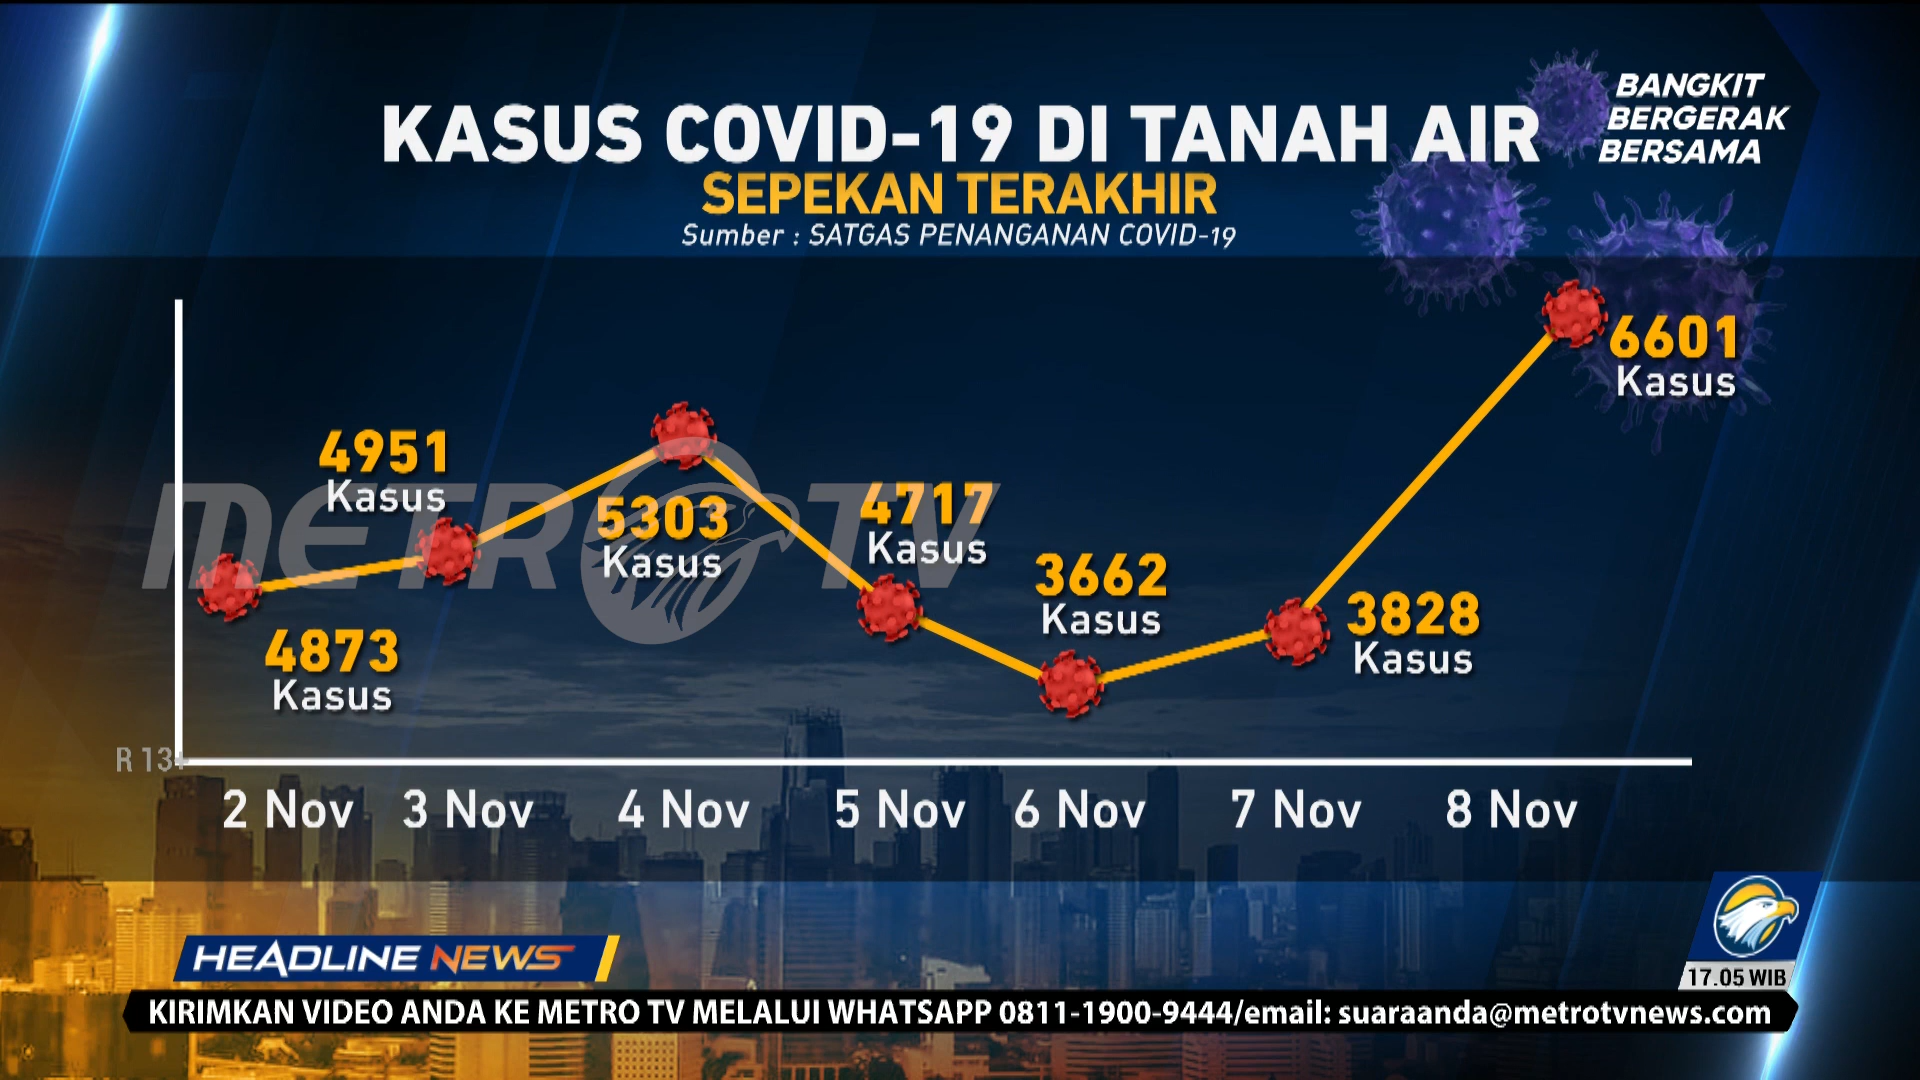 BANGKIT
BERGERAK
BERSAMA
KASUS COVID-19 DI TANAH AIR
SEPEKAN TERAKHIR
Sumber : SATGAS PENANGANAN COVID-19
6601
Kasus
4951
Kasus
METRO TV
5303
Kasus
4717
Kasus
3662
Kasus
3828
Kasus
4873
Kasus
R 13+
2 Nov 3 Nov 4 Nov 5 Nov 6 Nov 7 Nov 8 Nov
HEADLINE NEWS
17.05 WIB
KIRIMKAN VIDEO ANDA KE METRO TV MELALUI WHATSAPP 0811-1900-9444/email: suaraanda@metrotvnews.com